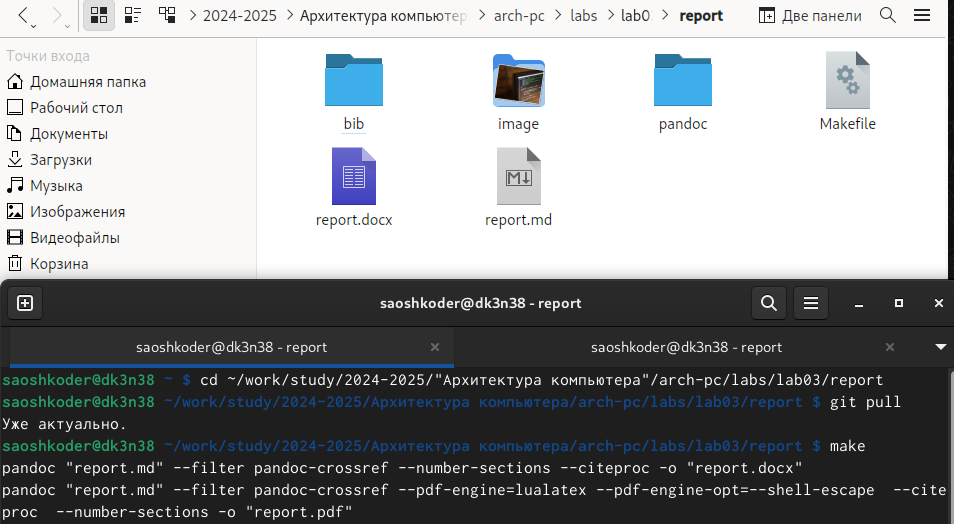 2024-2025 Архитектура компьютер arch-pc labs lab0 report Две панели
Точки входа
Домашняя папка
Рабочий стол
Документы
Загрузки
Музыка
Изображения
Видеофайлы
Корзина
bib image pandoc Makefile
report.docx report.md
saoshkoder@dk3n38 - report
saoshkoder@dk3n38 - report saoshkoder@dk3n38 - report
saoshkoder@dk3n38 ~ $ cd ~/work/study/2024-2025/"Архитектура компьютера"/arch-pc/labs/lab03/report
saoshkoder@dk3n38 ~/work/study/2024-2025/Архитектура компьютера/arch-pc/labs/lab03/report $ git pull
Уже актуально.
saoshkoder@dk3n38 ~/work/study/2024-2025/Архитектура компьютера/arch-pc/labs/lab03/report $ make
pandoc "report.md" --filter pandoc-crossref --number-sections --citeproc -o "report.docx"
pandoc "report.md" --filter pandoc-crossref --pdf-engine=lualatex --pdf-engine-opt=--shell-escape  --cite
proc  --number-sections -o "report.pdf"